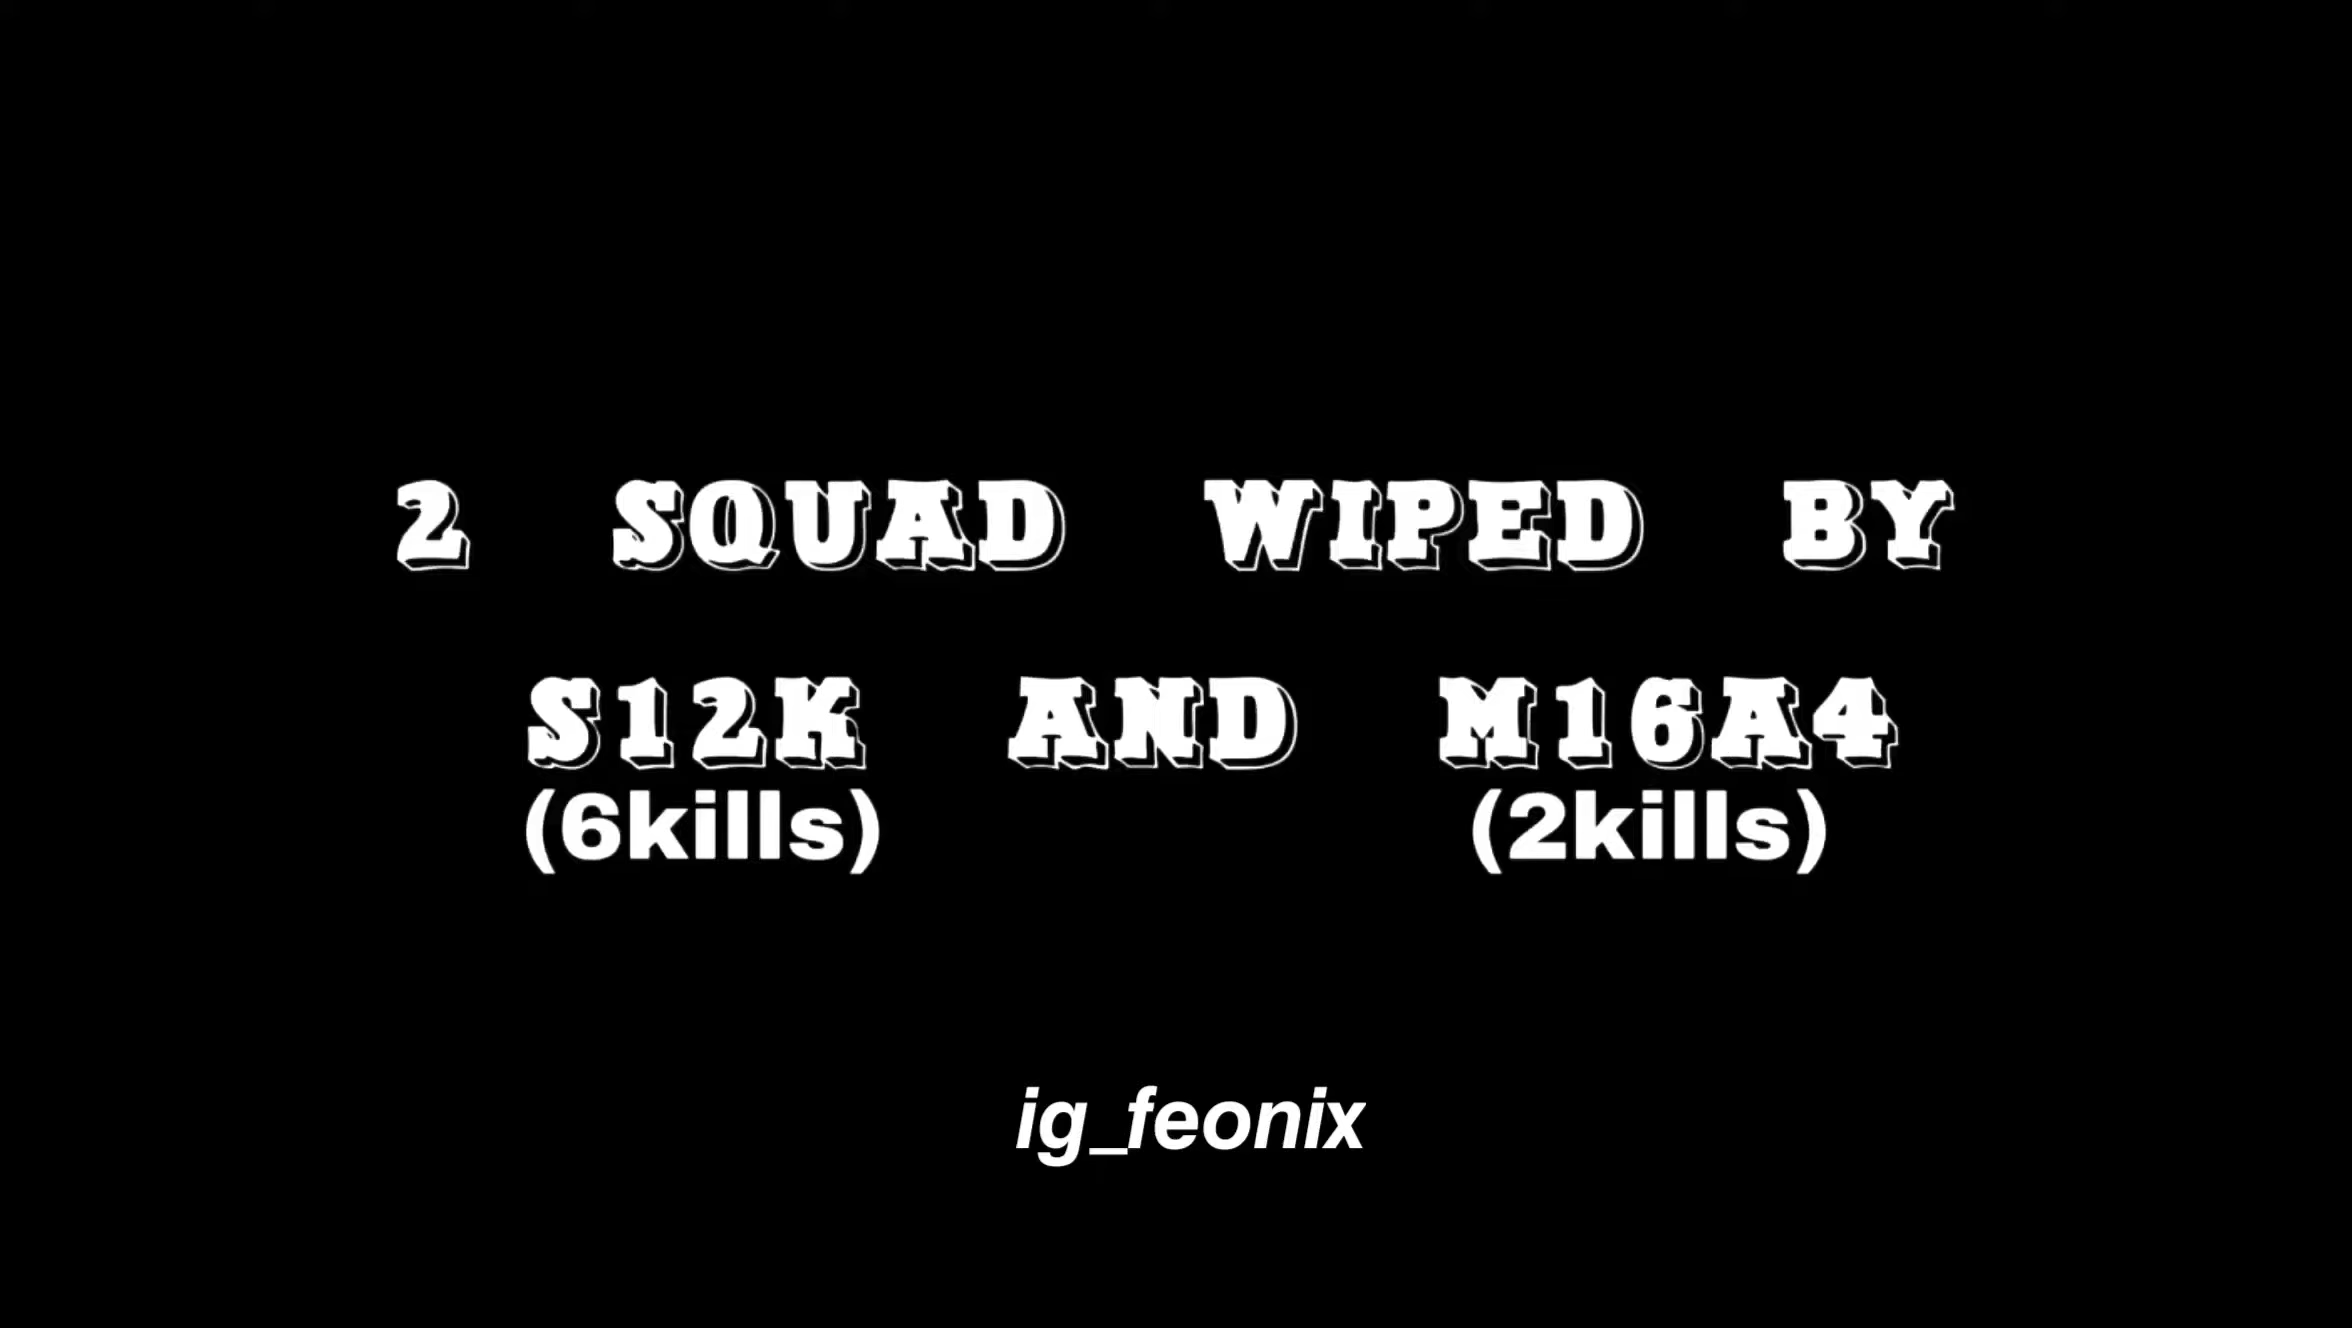 2 SQUAD WIPED BY
S12K AND M16A4
(6kills) (2kills)
ig_feonix